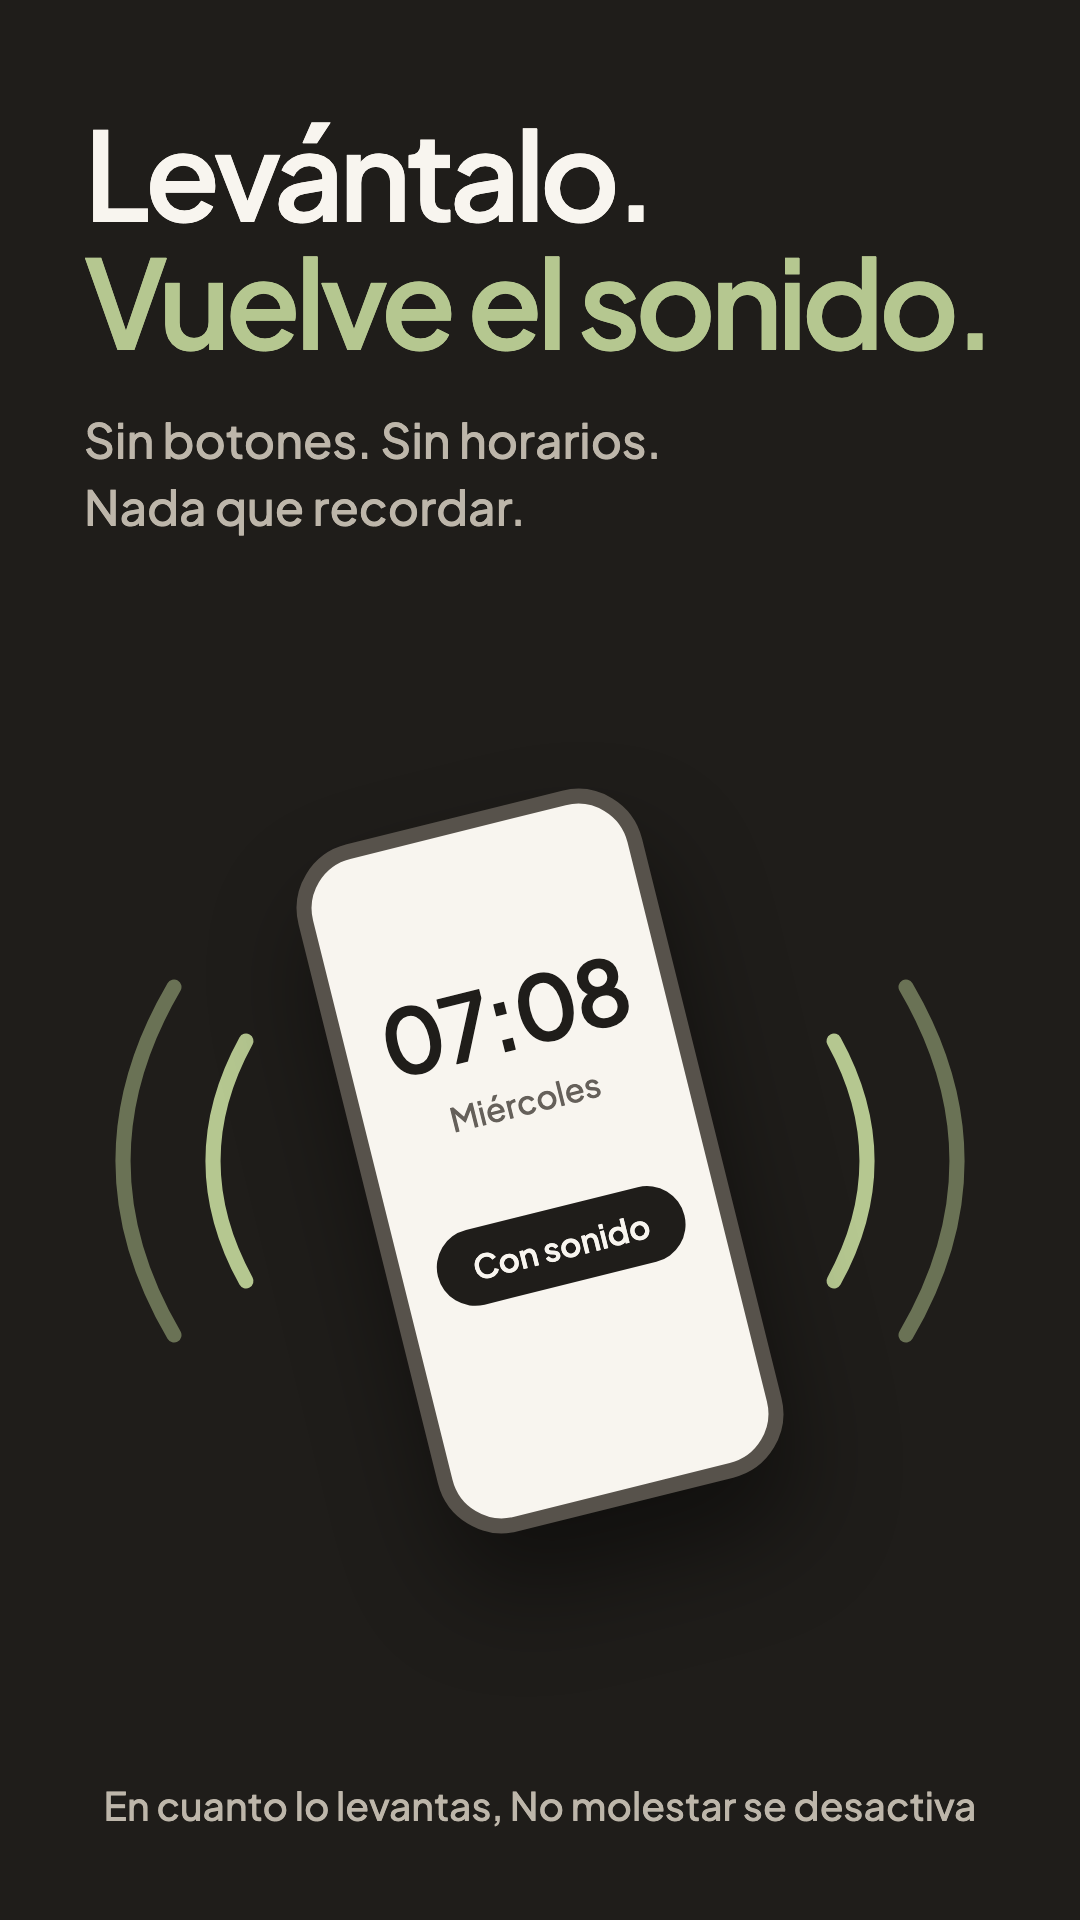 Levántalo.
Vuelve el sonido.
Sin botones. Sin horarios.
Nada que recordar.
07:08
Miércoles
Con sonido
En cuanto lo levantas, No molestar se desactiva